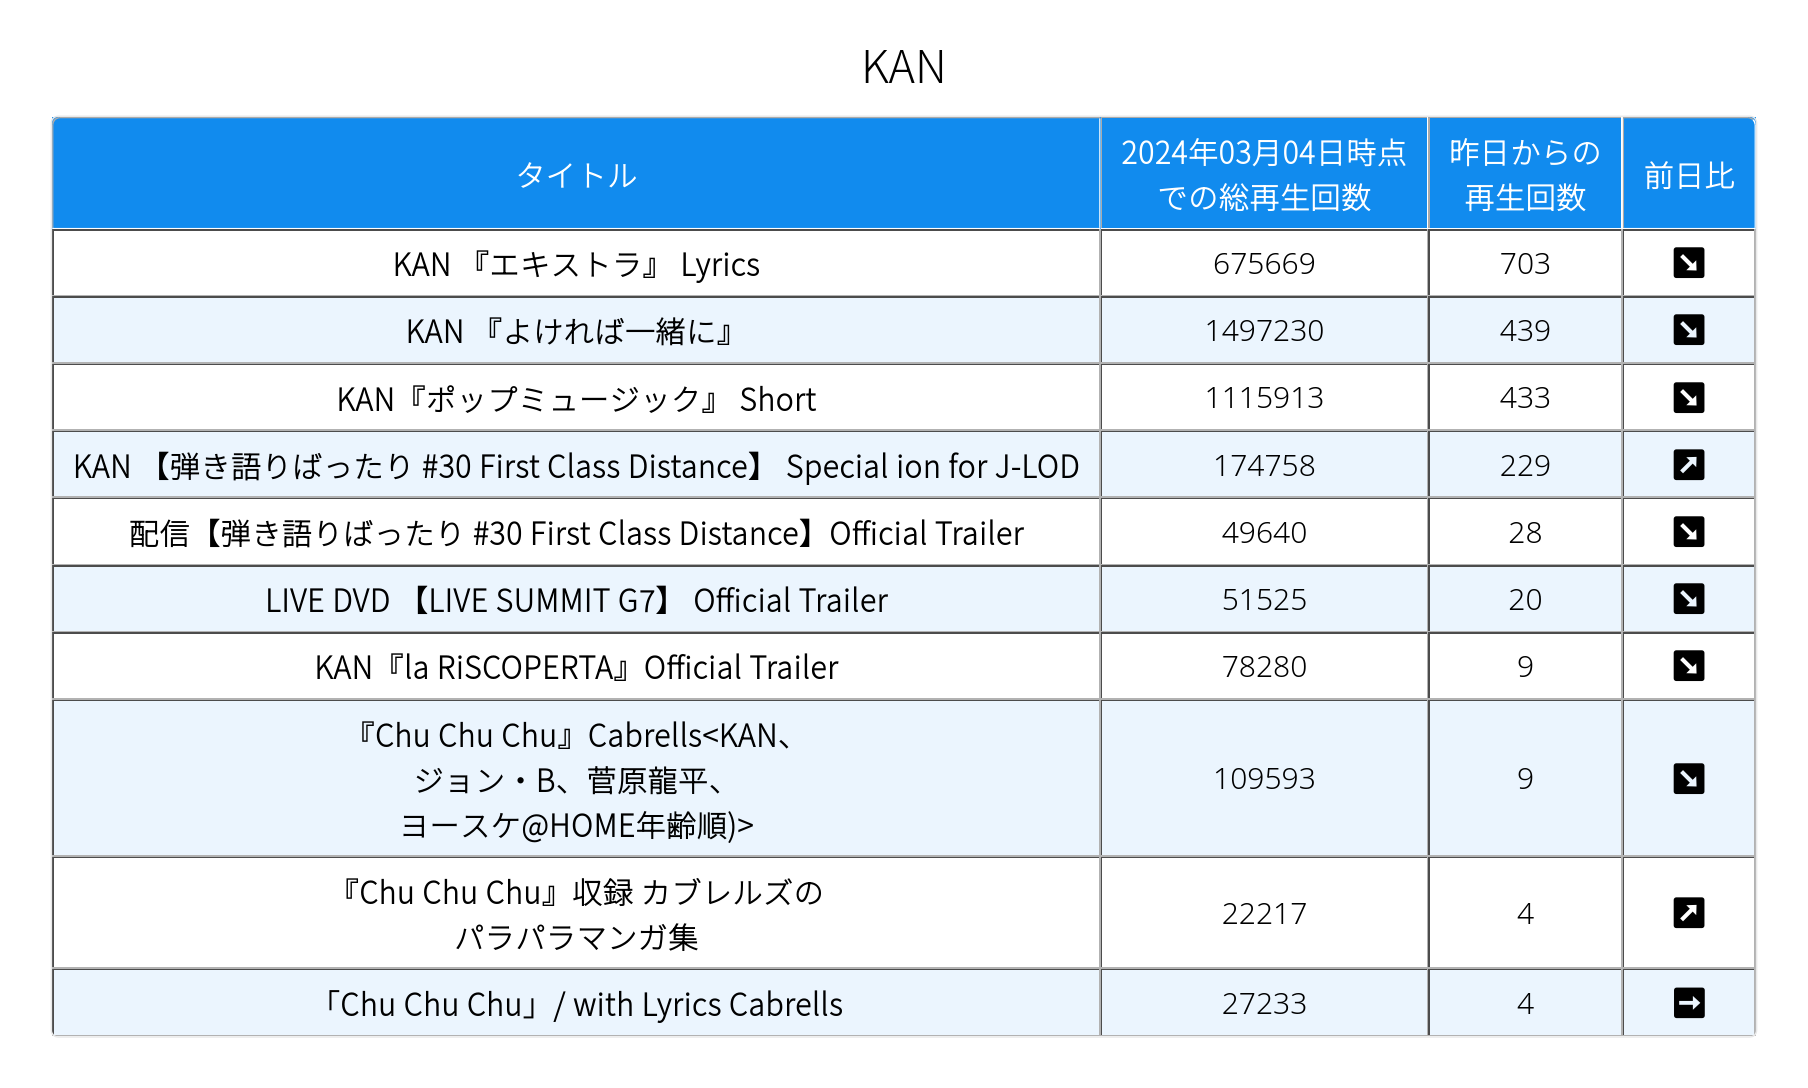 KAN
タイトル
2024年03月04日時点
での総再生回数
昨日からの
再生回数
前日比
KAN 『エキストラ』 Lyrics
675669
703
KAN 『よければ一緒に』
1497230
439
KAN『ポップミュージック』 Short
1115913
433
KAN 【弾き語りばったり #30 First Class Distance】 Special ion for J-LOD
174758
229
配信【弾き語りばったり #30 First Class Distance】Official Trailer
49640
28
LIVE DVD 【LIVE SUMMIT G7】 Official Trailer
51525
20
KAN『la RiSCOPERTA』Official Trailer
78280
9
『Chu Chu Chu』Cabrells<KAN、
ジョン・B、菅原龍平、
ヨースケ@HOME年齢順)>
109593
9
『Chu Chu Chu』収録 カブレルズの
パラパラマンガ集
22217
4
「Chu Chu Chu」/ with Lyrics Cabrells
27233
4